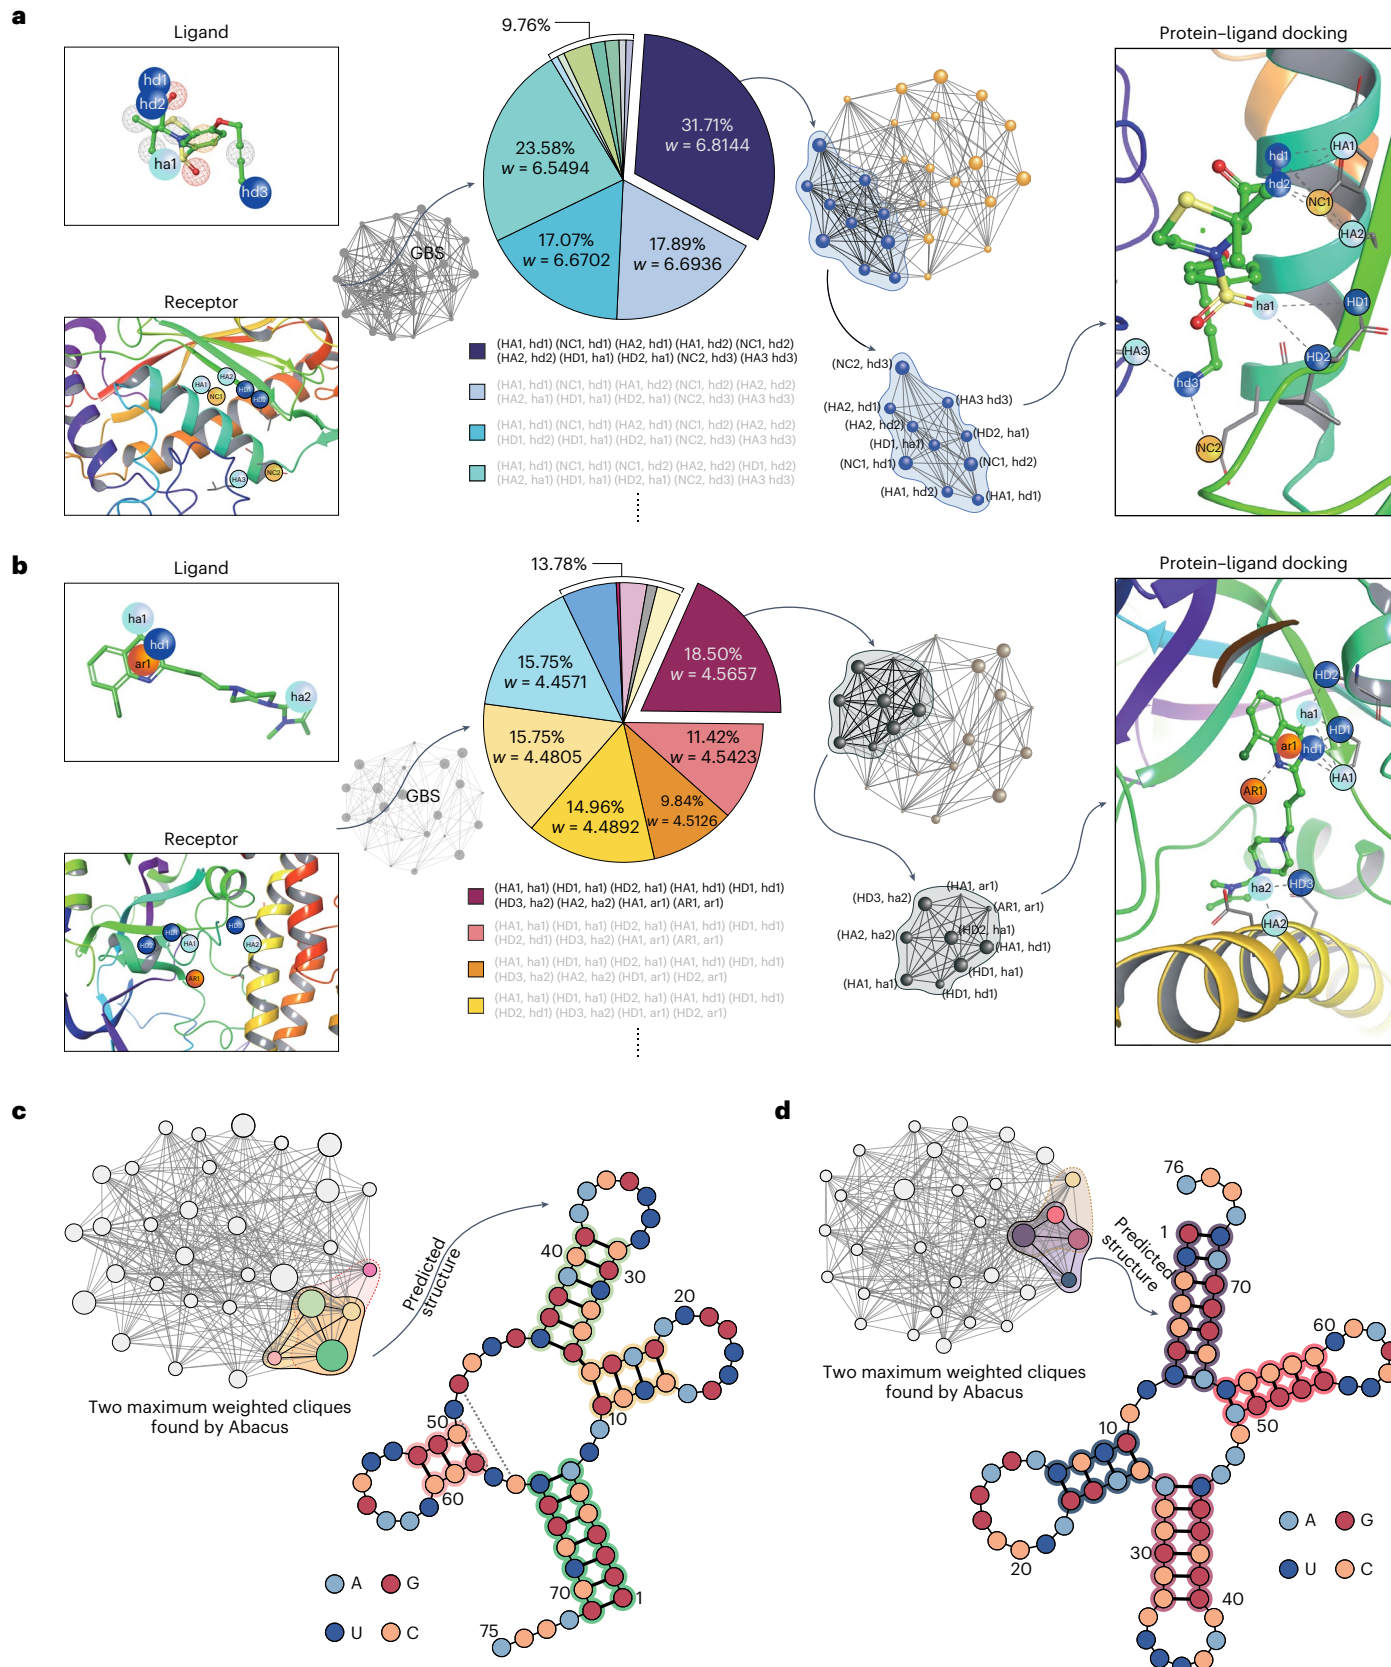 a
Ligand
hd1
hd2
ha1
hd3
Receptor
HA1
HA2
NC1
HD1
HD2
HA3
NC2
GBS
9.76%
31.71%
w = 6.8144
23.58%
w = 6.5494
17.07%
w = 6.6702
17.89%
w = 6.6936
(HA1, hd1) (NC1, hd1) (HA2, hd1) (HA1, hd2) (NC1, hd2)
(HA2, hd2) (HD1, ha1) (HD2, ha1) (NC2, hd3) (HA3 hd3)
(HA1, hd1) (NC1, hd1) (HA1, hd2) (NC1, hd2) (HA2, hd2)
(HA2, ha1) (HD1, ha1) (HD2, ha1) (NC2, hd3) (HA3 hd3)
(HA1, hd1) (NC1, hd1) (HA2, hd1) (NC1, hd2) (HA2, hd2)
(HD1, hd2) (HD1, ha1) (HD2, ha1) (NC2, hd3) (HA3 hd3)
(HA1, hd1) (NC1, hd1) (NC1, hd2) (HA2, hd2) (HD1, hd2)
(HA2, ha1) (HD1, ha1) (HD2, ha1) (NC2, hd3) (HA3 hd3)
(NC2, hd3)
(HA2, hd1)
(HA3 hd3)
(HA2, hd2)
(HD2, ha1)
(HD1, ha1)
(NC1, hd1)
(NC1, hd2)
(HA1, hd2)
(HA1, hd1)
Protein–ligand docking
hd1
HA1
hd2
NC1
HA2
ha1
HD1
HA3
HD2
hd3
NC2
b
Ligand
ha1
hd1
ar1
ha2
Receptor
HD3
HD1
HD2
HA1
HA2
AR1
GBS
13.78%
18.50%
w = 4.5657
15.75%
w = 4.4571
15.75%
w = 4.4805
11.42%
w = 4.5423
14.96%
w = 4.4892
9.84%
w = 4.5126
(HA1, ha1) (HD1, ha1) (HD2, ha1) (HA1, hd1) (HD1, hd1)
(HD3, ha2) (HA2, ha2) (HA1, ar1) (AR1, ar1)
(HA1, ha1) (HD1, ha1) (HD2, ha1) (HA1, hd1) (HD1, hd1)
(HD2, hd1) (HD3, ha2) (HA1, ar1) (AR1, ar1)
(HA1, ha1) (HD1, ha1) (HD2, ha1) (HA1, hd1) (HD1, hd1)
(HD3, ha2) (HA2, ha2) (HD1, ar1) (HD2, ar1)
(HA1, ha1) (HD1, ha1) (HD2, ha1) (HA1, hd1) (HD1, hd1)
(HD2, hd1) (HD3, ha2) (HD1, ar1) (HD2, ar1)
(HA1, ar1)
(HD3, ha2)
(AR1, ar1)
(HA2, ha2)
(HD2, ha1)
(HA1, hd1)
(HD1, ha1)
(HA1, ha1)
(HD1, hd1)
Protein–ligand docking
HD2
ha1
HD1
ar1
hd1
HA1
AR1
ha2
HD3
HA2
c
Two maximum weighted cliques
found by Abacus
Predicted
structure
40
30
20
10
50
60
70
1
75
A
G
U
C
d
Two maximum weighted cliques
found by Abacus
Predicted
structure
76
1
70
60
50
10
20
30
40
A
G
U
C